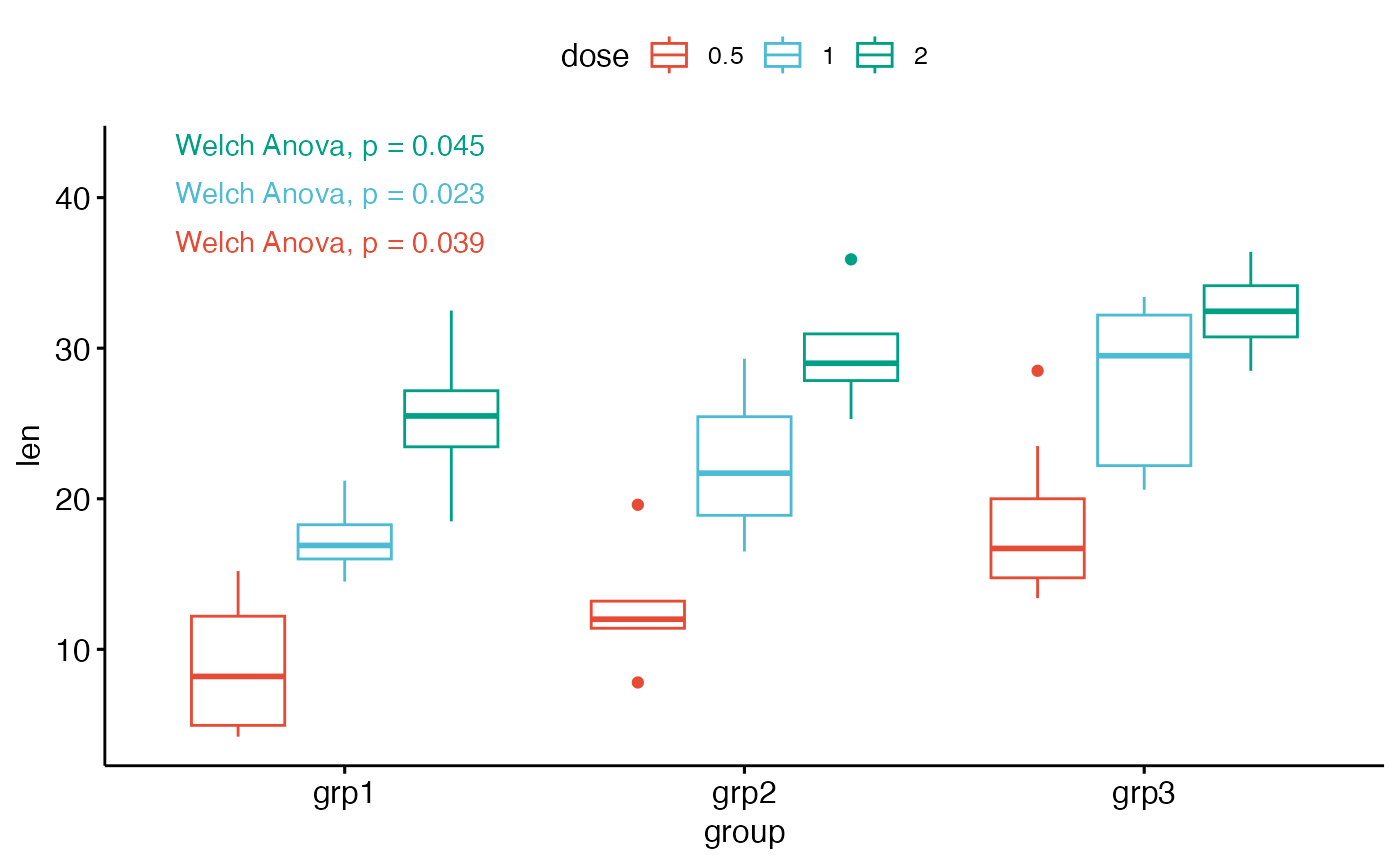 dose 0.5 1 2
Welch Anova, p = 0.045
Welch Anova, p = 0.023
Welch Anova, p = 0.039
40
30
20
10
len
grp1 grp2 grp3
group